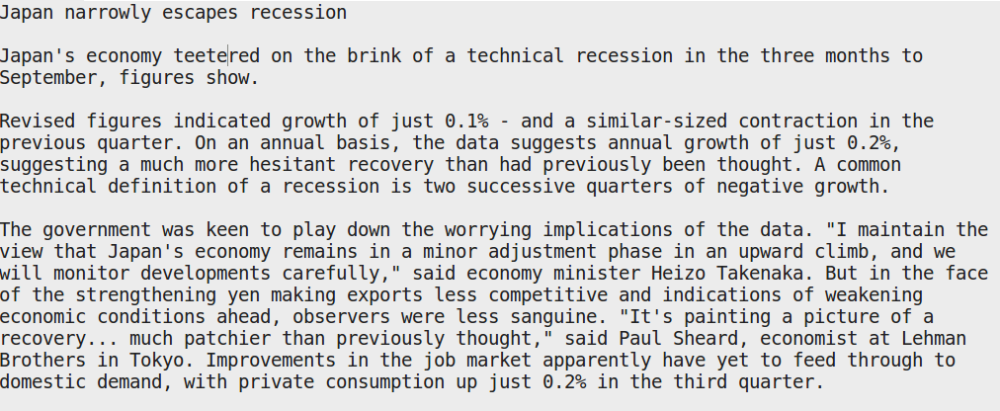 Japan narrowly escapes recession
Japan's economy teetered on the brink of a technical recession in the three months to
September, figures show.
Revised figures indicated growth of just 0.1% - and a similar-sized contraction in the
previous quarter. On an annual basis, the data suggests annual growth of just 0.2%,
suggesting a much more hesitant recovery than had previously been thought. A common
technical definition of a recession is two successive quarters of negative growth.
The government was keen to play down the worrying implications of the data. "I maintain the
view that Japan's economy remains in a minor adjustment phase in an upward climb, and we
will monitor developments carefully," said economy minister Heizo Takenaka. But in the face
of the strengthening yen making exports less competitive and indications of weakening
economic conditions ahead, observers were less sanguine. "It's painting a picture of a
recovery... much patchier than previously thought," said Paul Sheard, economist at Lehman
Brothers in Tokyo. Improvements in the job market apparently have yet to feed through to
domestic demand, with private consumption up just 0.2% in the third quarter.